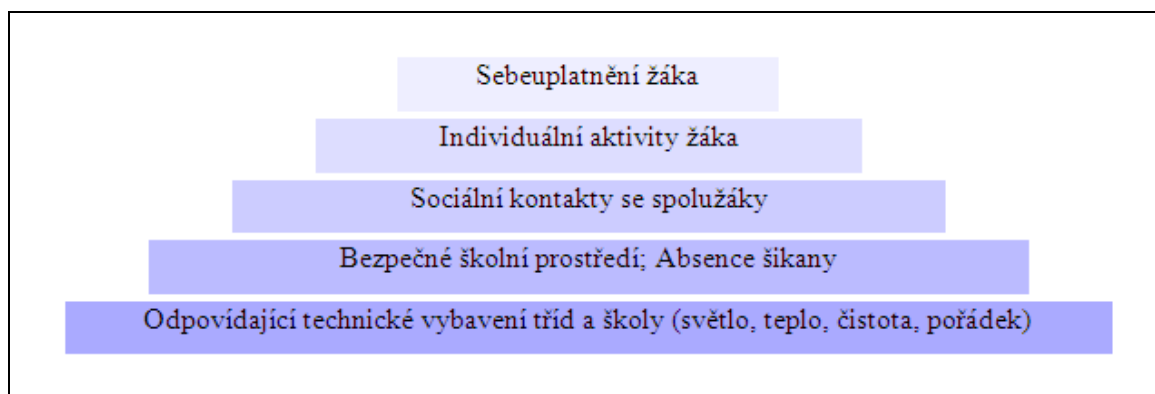 Sebeuplatnění žáka
Individuální aktivity žáka
Sociální kontakty se spolužáky
Bezpečné školní prostředí; Absence šikany
Odpovídající technické vybavení tříd a školy (světlo, teplo, čistota, pořádek)